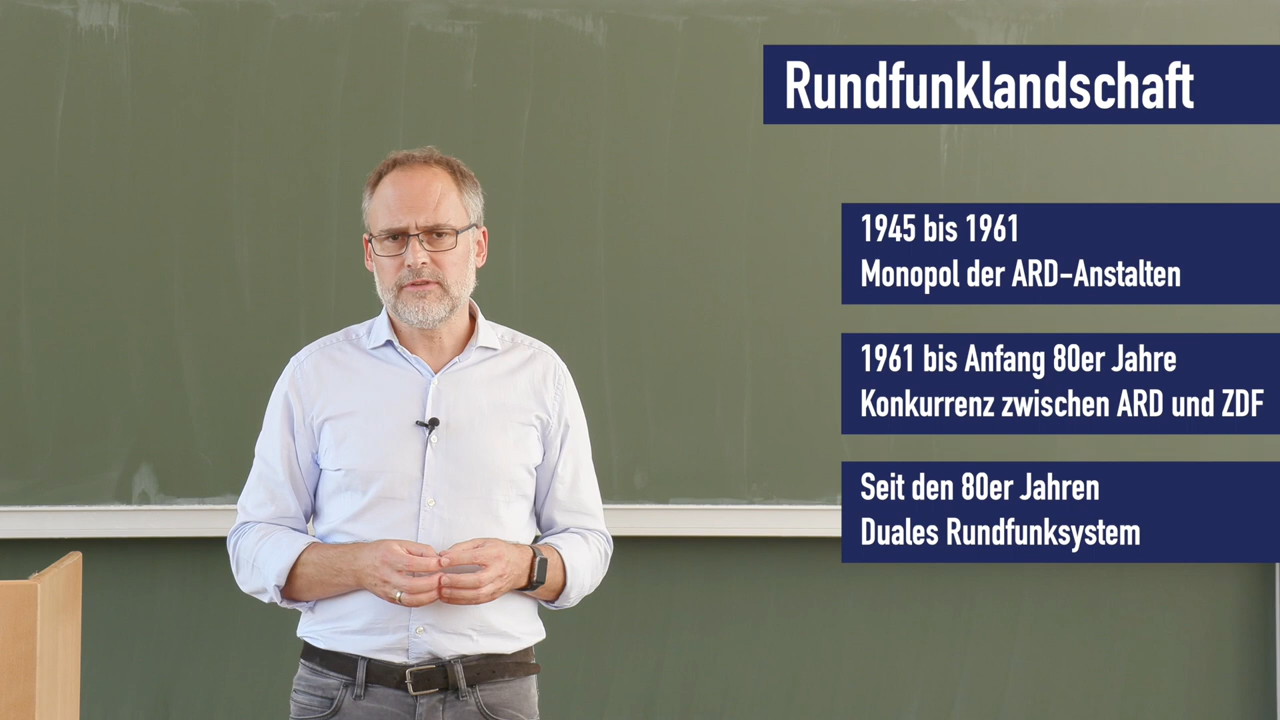 Rundfunklandschaft
1945 bis 1961
Monopol der ARD-Anstalten
1961 bis Anfang 80er Jahre
Konkurrenz zwischen ARD und ZDF
Seit den 80er Jahren
Duales Rundfunksystem